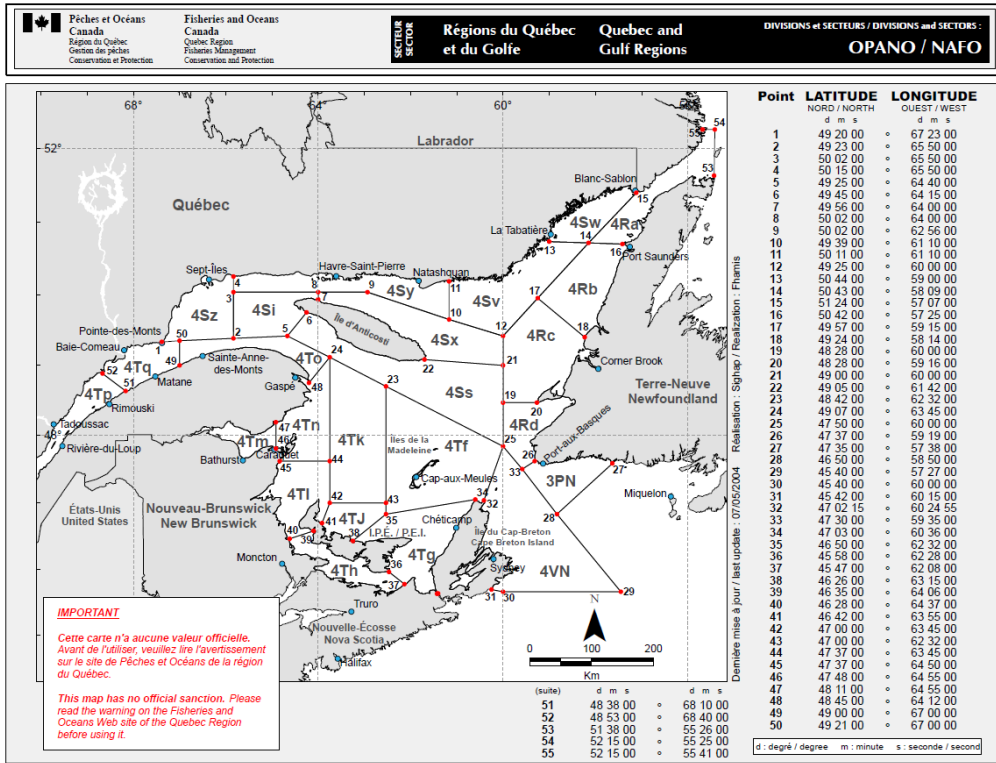 Pêches et Océans
Canada
Région du Québec
Gestion des pêches
Conservation et Protection
Fisheries and Oceans
Canada
Quebec Region
Fisheries Management
Conservation and Protection
SECTEUR
SECTOR
Régions du Québec
et du Golfe
Quebec and
Gulf Regions
DIVISIONS et SECTEURS / DIVISIONS and SECTORS :
OPANO / NAFO
68°
64°
60°
52°
48°
Labrador
Québec
Blanc-Sablon
La Tabatière
Port Saunders
Sept-Îles
Havre-Saint-Pierre
Natashquan
Pointe-des-Monts
Baie-Comeau
Sainte-Anne-
des-Monts
Matane
Rimouski
Tadoussac
Rivière-du-Loup
Gaspé
Île d'Anticosti
Corner Brook
Terre-Neuve
Newfoundland
Port-aux-Basques
Îles de la
Madeleine
Cap-aux-Meules
Bathurst
Caraquet
États-Unis
United States
Nouveau-Brunswick
New Brunswick
Moncton
I.P.É. / P.E.I.
Chéticamp
Île du Cap-Breton
Cape Breton Island
Sydney
Miquelon
Truro
Nouvelle-Écosse
Nova Scotia
Halifax
4Sw
4Ra
4Rb
4Sy
4Sv
4Si
4Sz
4Sx
4Rc
4Tq
4To
4Ss
4Tp
4Rd
4Tn
4Tm
4Tk
4Tf
3PN
4Tl
4TJ
4Tg
4Th
4VN
N
0 100 200
Km
IMPORTANT
Cette carte n'a aucune valeur officielle.
Avant de l'utiliser, veuillez lire l'avertissement
sur le site de Pêches et Océans de la région
du Québec.
This map has no official sanction. Please
read the warning on the Fisheries and
Oceans Web site of the Quebec Region
before using it.
Dernière mise à jour / last update : 07/05/2004 Réalisation : Sighap / Realization : Fhamis
Point LATITUDE LONGITUDE
NORD / NORTH OUEST / WEST
d m s d m s
1 49 20 00 ° 67 23 00
2 49 23 00 ° 65 50 00
3 50 02 00 ° 65 50 00
4 50 15 00 ° 65 50 00
5 49 25 00 ° 64 40 00
6 49 45 00 ° 64 15 00
7 49 56 00 ° 64 00 00
8 50 02 00 ° 64 00 00
9 50 02 00 ° 62 56 00
10 49 39 00 ° 61 10 00
11 50 11 00 ° 61 10 00
12 49 25 00 ° 60 00 00
13 50 44 00 ° 59 00 00
14 50 43 00 ° 58 09 00
15 51 24 00 ° 57 07 00
16 50 42 00 ° 57 25 00
17 49 57 00 ° 59 15 00
18 49 24 00 ° 58 14 00
19 48 28 00 ° 60 00 00
20 48 28 00 ° 59 16 00
21 49 00 00 ° 60 00 00
22 49 05 00 ° 61 42 00
23 48 42 00 ° 62 32 00
24 49 07 00 ° 63 45 00
25 47 50 00 ° 60 00 00
26 47 37 00 ° 59 19 00
27 47 35 00 ° 57 38 00
28 46 50 00 ° 58 50 00
29 45 40 00 ° 57 27 00
30 45 40 00 ° 60 00 00
31 45 42 00 ° 60 15 00
32 47 02 15 ° 60 24 55
33 47 30 00 ° 59 35 00
34 47 03 00 ° 60 36 00
35 46 50 00 ° 62 32 00
36 45 58 00 ° 62 28 00
37 45 47 00 ° 62 08 00
38 46 26 00 ° 63 15 00
39 46 35 00 ° 64 06 00
40 46 28 00 ° 64 37 00
41 46 42 00 ° 63 55 00
42 47 00 00 ° 63 45 00
43 47 00 00 ° 62 32 00
44 47 37 00 ° 63 45 00
45 47 37 00 ° 64 50 00
46 47 48 00 ° 64 55 00
47 48 11 00 ° 64 55 00
48 48 45 00 ° 64 12 00
49 49 00 00 ° 67 00 00
50 49 21 00 ° 67 00 00
(suite) d m s d m s
51 48 38 00 ° 68 10 00
52 48 53 00 ° 68 40 00
53 51 38 00 ° 55 26 00
54 52 15 00 ° 55 25 00
55 52 15 00 ° 55 41 00
d : degré / degree m : minute s : seconde / second